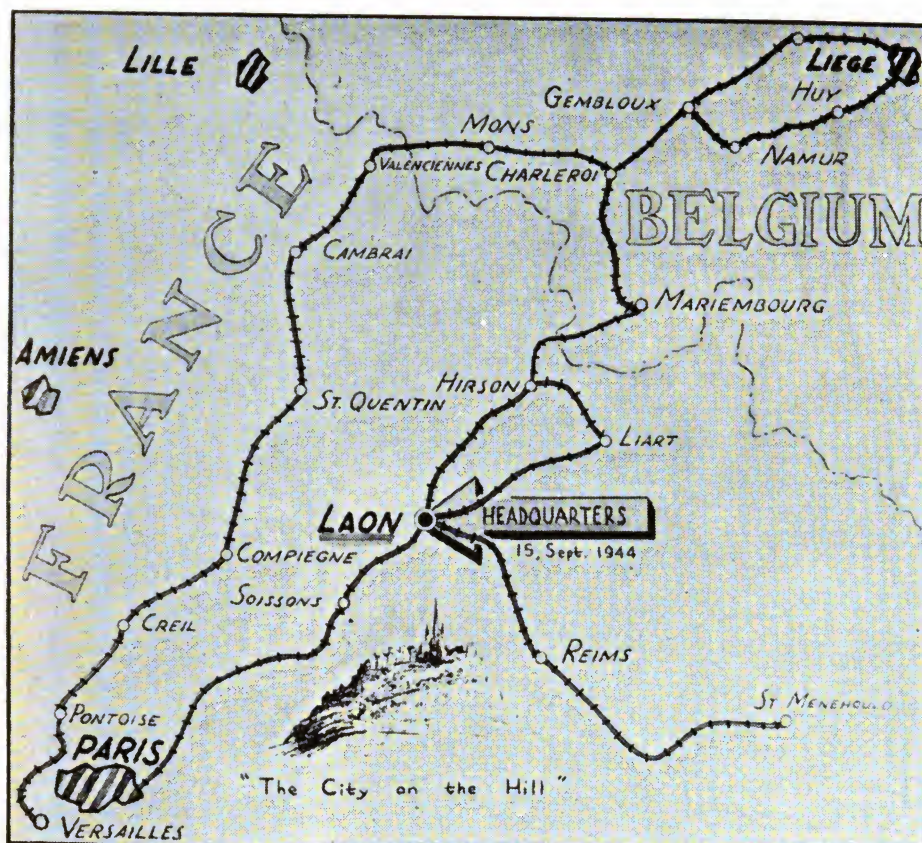 LILLE
LIEGE
HUY
GEMBLOUX
MONS
NAMUR
VALENCIENNES
CHARLEROI
BELGIUM
FRANCE
CAMBRAI
MARIEMBOURG
AMIENS
HIRSON
ST. QUENTIN
LIART
LAON
HEADQUARTERS
15, Sept. 1944
COMPIEGNE
SOISSONS
CREIL
REIMS
ST MENEHOULD
PONTOISE
PARIS
"The City on the Hill"
VERSAILLES